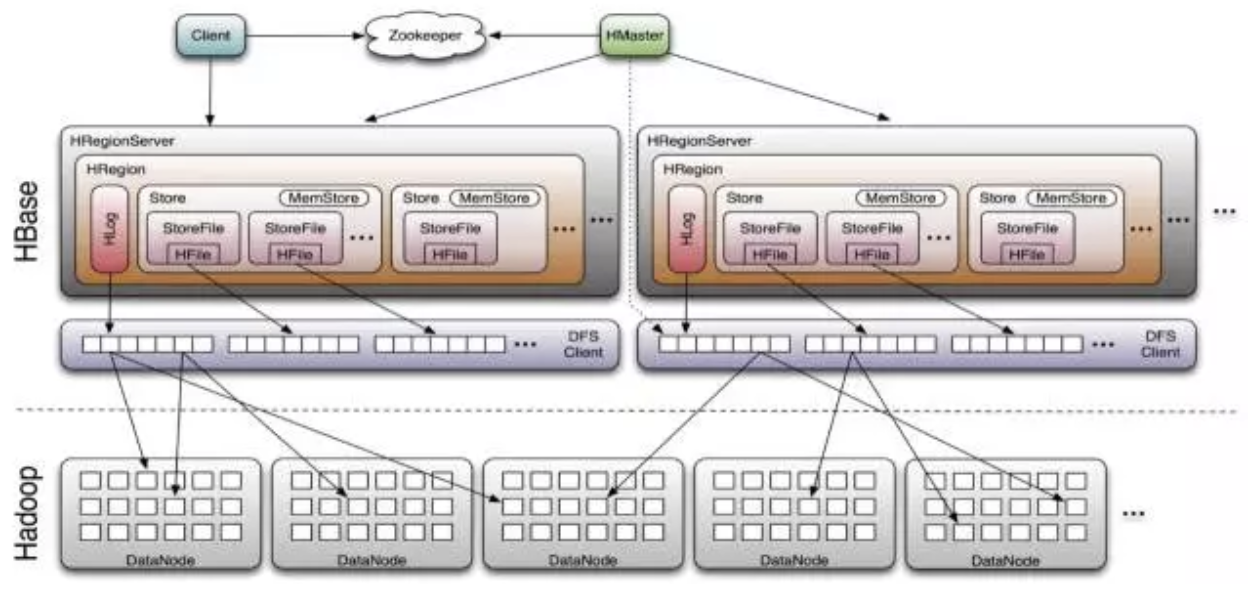 Client
Zookeeper
HMaster
HBase
HRegionServer
HRegion
HLog
Store
MemStore
StoreFile
HFile
StoreFile
HFile
...
Store
MemStore
StoreFile
HFile
...
...
HRegionServer
HRegion
HLog
Store
MemStore
StoreFile
HFile
StoreFile
HFile
...
Store
MemStore
StoreFile
HFile
...
...
...
...
DFS
Client
...
DFS
Client
Hadoop
DataNode
DataNode
DataNode
DataNode
DataNode
...